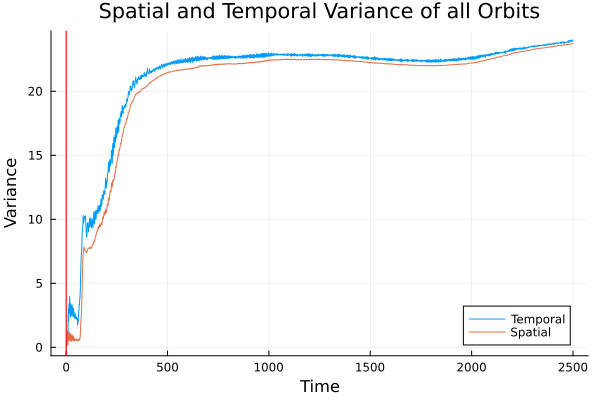 Spatial and Temporal Variance of all Orbits
Variance
20
15
10
5
0
Temporal
Spatial
0 500 1000 1500 2000 2500
Time